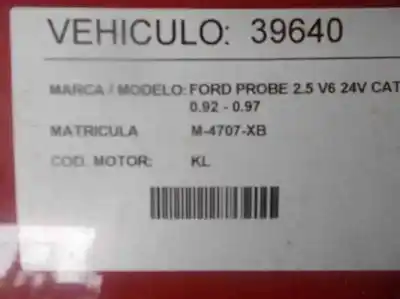 VEHICULO: 39640
MARCA / MODELO: FORD PROBE 2.5 V6 24V CAT
0.92 - 0.97
MATRICULA M-4707-XB
COD. MOTOR: KL